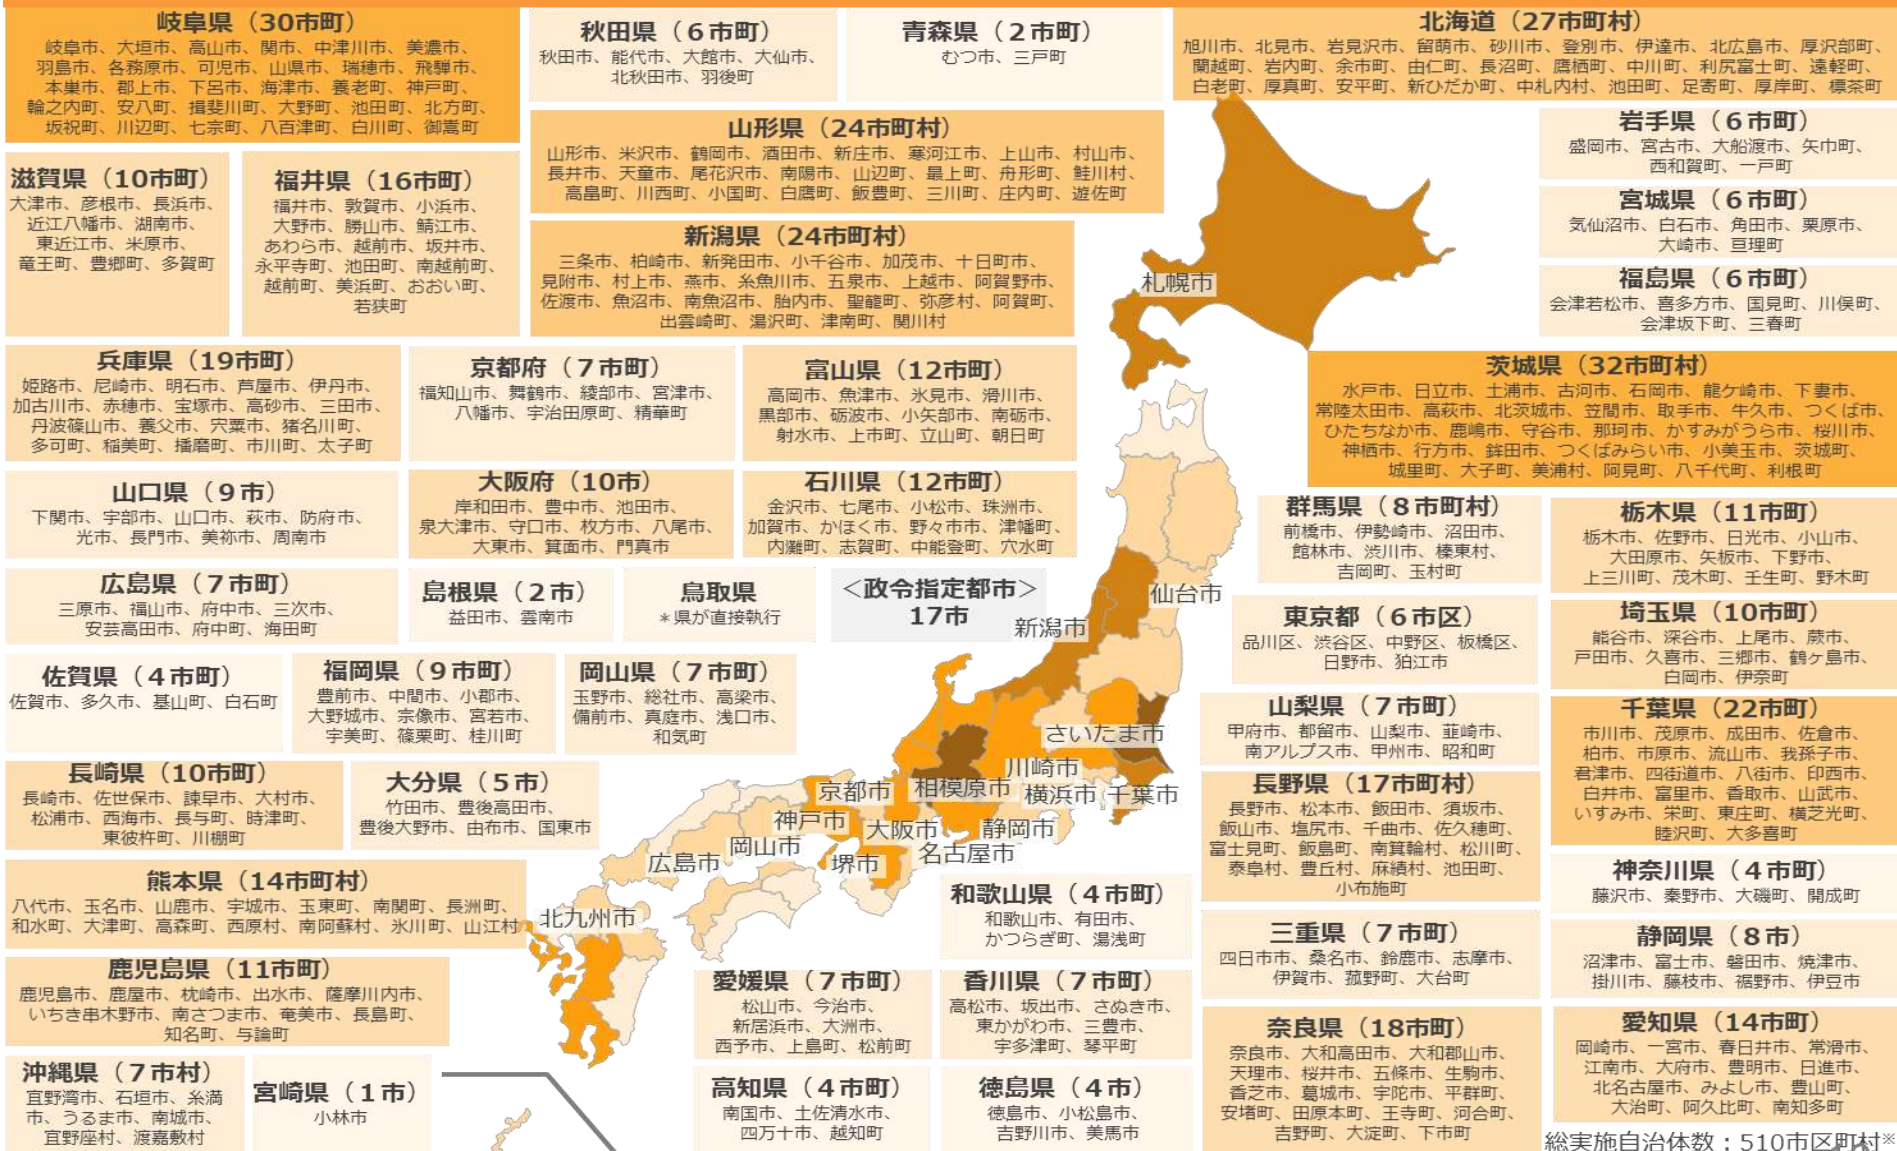 岐阜県（30市町）
岐阜市、大垣市、高山市、関市、中津川市、美濃市、
羽島市、各務原市、可児市、山県市、瑞穂市、飛騨市、
本巣市、郡上市、下呂市、海津市、養老町、神戸町、
輪之内町、安八町、揖斐川町、大野町、池田町、北方町、
坂祝町、川辺町、七宗町、八百津町、白川町、御嵩町
秋田県（6市町）
秋田市、能代市、大館市、大仙市、
北秋田市、羽後町
青森県（2市町）
むつ市、三戸町
北海道（27市町村）
旭川市、北見市、岩見沢市、留萌市、砂川市、登別市、伊達市、北広島市、厚沢部町、
蘭越町、岩内町、余市町、由仁町、長沼町、鷹栖町、中川町、利尻富士町、遠軽町、
白老町、厚真町、安平町、新ひだか町、中札内村、池田町、足寄町、厚岸町、標茶町
山形県（24市町村）
山形市、米沢市、鶴岡市、酒田市、新庄市、寒河江市、上山市、村山市、
長井市、天童市、尾花沢市、南陽市、山辺町、最上町、舟形町、鮭川村、
高畠町、川西町、小国町、白鷹町、飯豊町、三川町、庄内町、遊佐町
岩手県（6市町）
盛岡市、宮古市、大船渡市、矢巾町、
西和賀町、一戸町
滋賀県（10市町）
大津市、彦根市、長浜市、
近江八幡市、湖南市、
東近江市、米原市、
竜王町、豊郷町、多賀町
福井県（16市町）
福井市、敦賀市、小浜市、
大野市、勝山市、鯖江市、
あわら市、越前市、坂井市、
永平寺町、池田町、南越前町、
越前町、美浜町、おおい町、
若狭町
宮城県（6市町）
気仙沼市、白石市、角田市、栗原市、
大崎市、亘理町
新潟県（24市町村）
三条市、柏崎市、新発田市、小千谷市、加茂市、十日町市、
見附市、村上市、燕市、糸魚川市、五泉市、上越市、阿賀野市、
佐渡市、魚沼市、南魚沼市、胎内市、聖籠町、弥彦村、阿賀町、
出雲崎町、湯沢町、津南町、関川村
福島県（6市町）
会津若松市、喜多方市、国見町、川俣町、
会津坂下町、三春町
札幌市
兵庫県（19市町）
姫路市、尼崎市、明石市、芦屋市、伊丹市、
加古川市、赤穂市、宝塚市、高砂市、三田市、
丹波篠山市、養父市、宍粟市、猪名川町、
多可町、稲美町、播磨町、市川町、太子町
京都府（7市町）
福知山市、舞鶴市、綾部市、宮津市、
八幡市、宇治田原町、精華町
富山県（12市町）
高岡市、魚津市、氷見市、滑川市、
黒部市、砺波市、小矢部市、南砺市、
射水市、上市町、立山町、朝日町
茨城県（32市町村）
水戸市、日立市、土浦市、古河市、石岡市、龍ケ崎市、下妻市、
常陸太田市、高萩市、北茨城市、笠間市、取手市、牛久市、つくば市、
ひたちなか市、鹿嶋市、守谷市、那珂市、かすみがうら市、桜川市、
神栖市、行方市、鉾田市、つくばみらい市、小美玉市、茨城町、
城里町、大子町、美浦村、阿見町、八千代町、利根町
山口県（9市）
下関市、宇部市、山口市、萩市、防府市、
光市、長門市、美祢市、周南市
大阪府（10市）
岸和田市、豊中市、池田市、
泉大津市、守口市、枚方市、八尾市、
大東市、箕面市、門真市
石川県（12市町）
金沢市、七尾市、小松市、珠洲市、
加賀市、かほく市、野々市市、津幡町、
内灘町、志賀町、中能登町、穴水町
群馬県（8市町村）
前橋市、伊勢崎市、沼田市、
館林市、渋川市、榛東村、
吉岡町、玉村町
栃木県（11市町）
栃木市、佐野市、日光市、小山市、
大田原市、矢板市、下野市、
上三川町、茂木町、壬生町、野木町
広島県（7市町）
三原市、福山市、府中市、三次市、
安芸高田市、府中町、海田町
島根県（2市）
益田市、雲南市
鳥取県
＊県が直接執行
＜政令指定都市＞
17市
仙台市
新潟市
東京都（6市区）
品川区、渋谷区、中野区、板橋区、
日野市、狛江市
埼玉県（10市町）
熊谷市、深谷市、上尾市、蕨市、
戸田市、久喜市、三郷市、鶴ヶ島市、
白岡市、伊奈町
佐賀県（4市町）
佐賀市、多久市、基山町、白石町
福岡県（9市町）
豊前市、中間市、小郡市、
大野城市、宗像市、宮若市、
宇美町、篠栗町、桂川町
岡山県（7市町）
玉野市、総社市、高梁市、
備前市、真庭市、浅口市、
和気町
山梨県（7市町）
甲府市、都留市、山梨市、韮崎市、
南アルプス市、甲州市、昭和町
千葉県（22市町）
市川市、茂原市、成田市、佐倉市、
柏市、市原市、流山市、我孫子市、
君津市、四街道市、八街市、印西市、
白井市、富里市、香取市、山武市、
いすみ市、栄町、東庄町、横芝光町、
睦沢町、大多喜町
さいたま市
川崎市
相模原市
横浜市
千葉市
京都市
神戸市
大阪市
静岡市
名古屋市
堺市
岡山市
広島市
北九州市
長崎県（10市町）
長崎市、佐世保市、諫早市、大村市、
松浦市、西海市、長与町、時津町、
東彼杵町、川棚町
大分県（5市）
竹田市、豊後高田市、
豊後大野市、由布市、国東市
長野県（17市町村）
長野市、松本市、飯田市、須坂市、
飯山市、塩尻市、千曲市、佐久穂町、
富士見町、飯島町、南箕輪村、松川町、
泰阜村、豊丘村、麻績村、池田町、
小布施町
神奈川県（4市町）
藤沢市、秦野市、大磯町、開成町
熊本県（14市町村）
八代市、玉名市、山鹿市、宇城市、玉東町、南関町、長洲町、
和水町、大津町、高森町、西原村、南阿蘇村、氷川町、山江村
和歌山県（4市町）
和歌山市、有田市、
かつらぎ町、湯浅町
三重県（7市町）
四日市市、桑名市、鈴鹿市、志摩市、
伊賀市、菰野町、大台町
静岡県（8市）
沼津市、富士市、磐田市、焼津市、
掛川市、藤枝市、裾野市、伊豆市
鹿児島県（11市町）
鹿児島市、鹿屋市、枕崎市、出水市、薩摩川内市、
いちき串木野市、南さつま市、奄美市、長島町、
知名町、与論町
愛媛県（7市町）
松山市、今治市、
新居浜市、大洲市、
西予市、上島町、松前町
香川県（7市町）
高松市、坂出市、さぬき市、
東かがわ市、三豊市、
宇多津町、琴平町
奈良県（18市町）
奈良市、大和高田市、大和郡山市、
天理市、桜井市、五條市、生駒市、
香芝市、葛城市、宇陀市、平群町、
安堵町、田原本町、王寺町、河合町、
吉野町、大淀町、下市町
愛知県（14市町）
岡崎市、一宮市、春日井市、常滑市、
江南市、大府市、豊明市、日進市、
北名古屋市、みよし市、豊山町、
大治町、阿久比町、南知多町
沖縄県（7市村）
宜野湾市、石垣市、糸満
市、うるま市、南城市、
宜野座村、渡嘉敷村
宮崎県（1市）
小林市
高知県（4市町）
南国市、土佐清水市、
四万十市、越知町
徳島県（4市）
徳島市、小松島市、
吉野川市、美馬市
総実施自治体数：510市区町村※